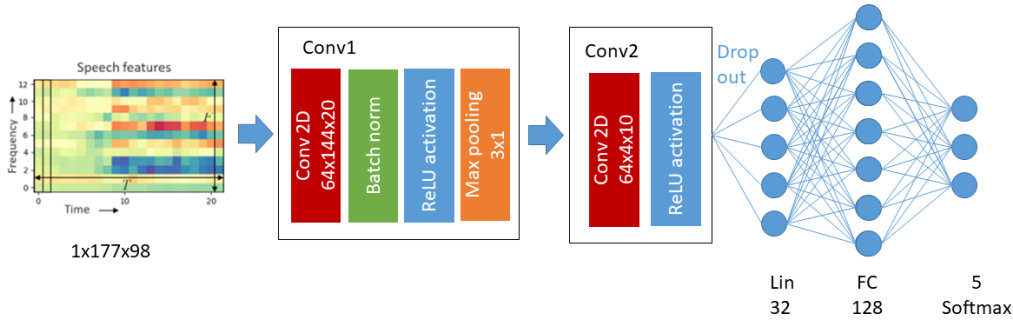 Speech features
12
10
8
6
4
2
0
Frequency
F
T
0
10
20
Time
1x177x98
Conv1
Conv 2D
64x144x20
Batch norm
ReLU activation
Max pooling
3x1
Conv2
Conv 2D
64x4x10
ReLU activation
Drop
out
Lin
32
FC
128
5
Softmax